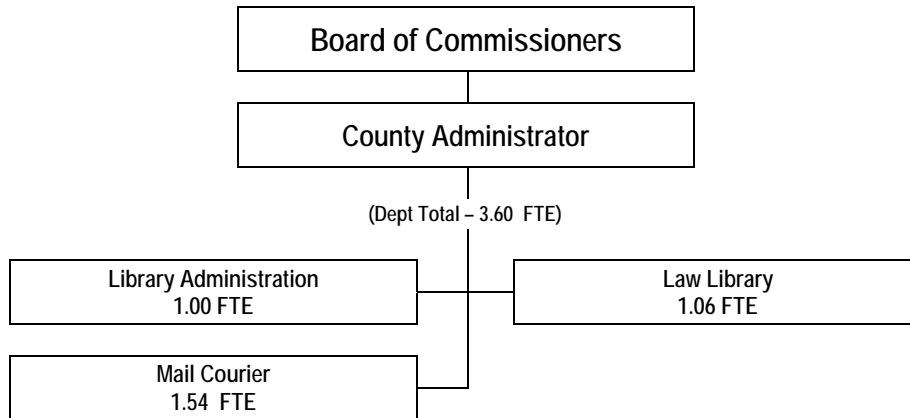 Board of Commissioners
County Administrator
(Dept Total – 3.60 FTE)
Library Administration
1.00 FTE
Law Library
1.06 FTE
Mail Courier
1.54 FTE